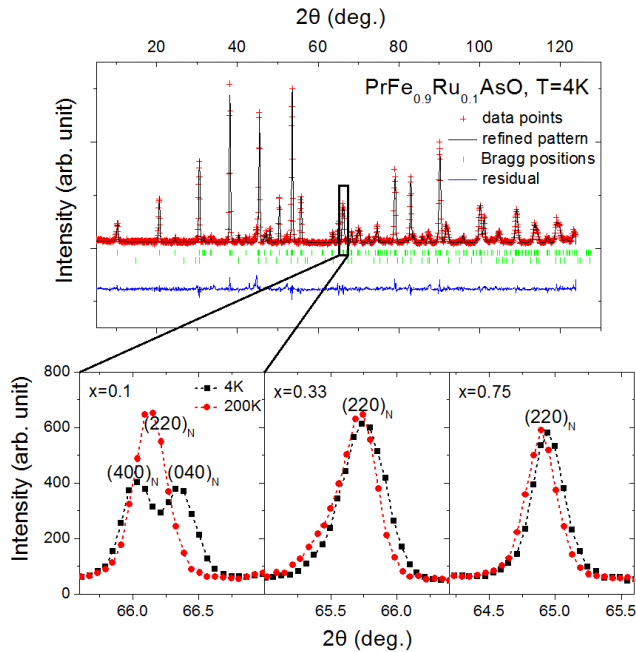 2θ (deg.)
20 40 60 80 100 120
PrFe0.9Ru0.1AsO, T=4K
data points
refined pattern
Bragg positions
residual
Intensity (arb. unit)
800
600
400
200
0
Intensity (arb. unit)
x=0.1
4K
200K
(220)N
(400)N (040)N
x=0.33
(220)N
x=0.75
(220)N
66.0 66.5 65.5 66.0 64.5 65.0 65.5
2θ (deg.)